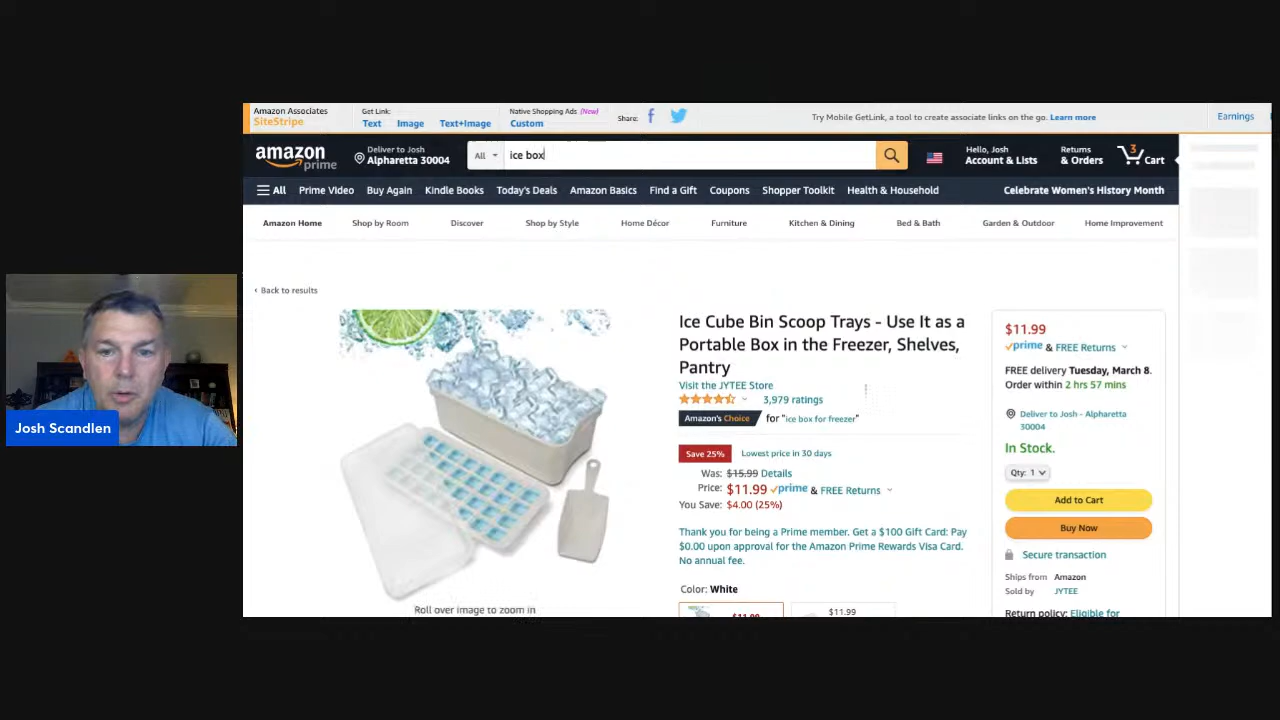 Amazon Associates
SiteStripe
Get Link:
Text Image Text+Image
Native Shopping Ads (New)
Custom
Share:
Try Mobile GetLink, a tool to create associate links on the go. Learn more
Earnings
amazon
prime
Deliver to Josh
Alpharetta 30004
All
ice box
Hello, Josh
Account & Lists
Returns
& Orders
3
Cart
All Prime Video Buy Again Kindle Books Today's Deals Amazon Basics Find a Gift Coupons Shopper Toolkit Health & Household Celebrate Women's History Month
Amazon Home Shop by Room Discover Shop by Style Home Décor Furniture Kitchen & Dining Bed & Bath Garden & Outdoor Home Improvement
‹ Back to results
Ice Cube Bin Scoop Trays - Use It as a
Portable Box in the Freezer, Shelves,
Pantry
Visit the JYTEE Store
3,979 ratings
Amazon's Choice for "ice box for freezer"
Save 25% Lowest price in 30 days
Was: $15.99 Details
Price: $11.99 prime & FREE Returns
You Save: $4.00 (25%)
Thank you for being a Prime member. Get a $100 Gift Card: Pay
$0.00 upon approval for the Amazon Prime Rewards Visa Card.
No annual fee.
Color: White
$11.99
$11.99
Roll over image to zoom in
$11.99
prime & FREE Returns
FREE delivery Tuesday, March 8.
Order within 2 hrs 57 mins
Deliver to Josh - Alpharetta
30004
In Stock.
Qty: 1
Add to Cart
Buy Now
Secure transaction
Ships from Amazon
Sold by JYTEE
Return policy: Eligible for
Josh Scandlen